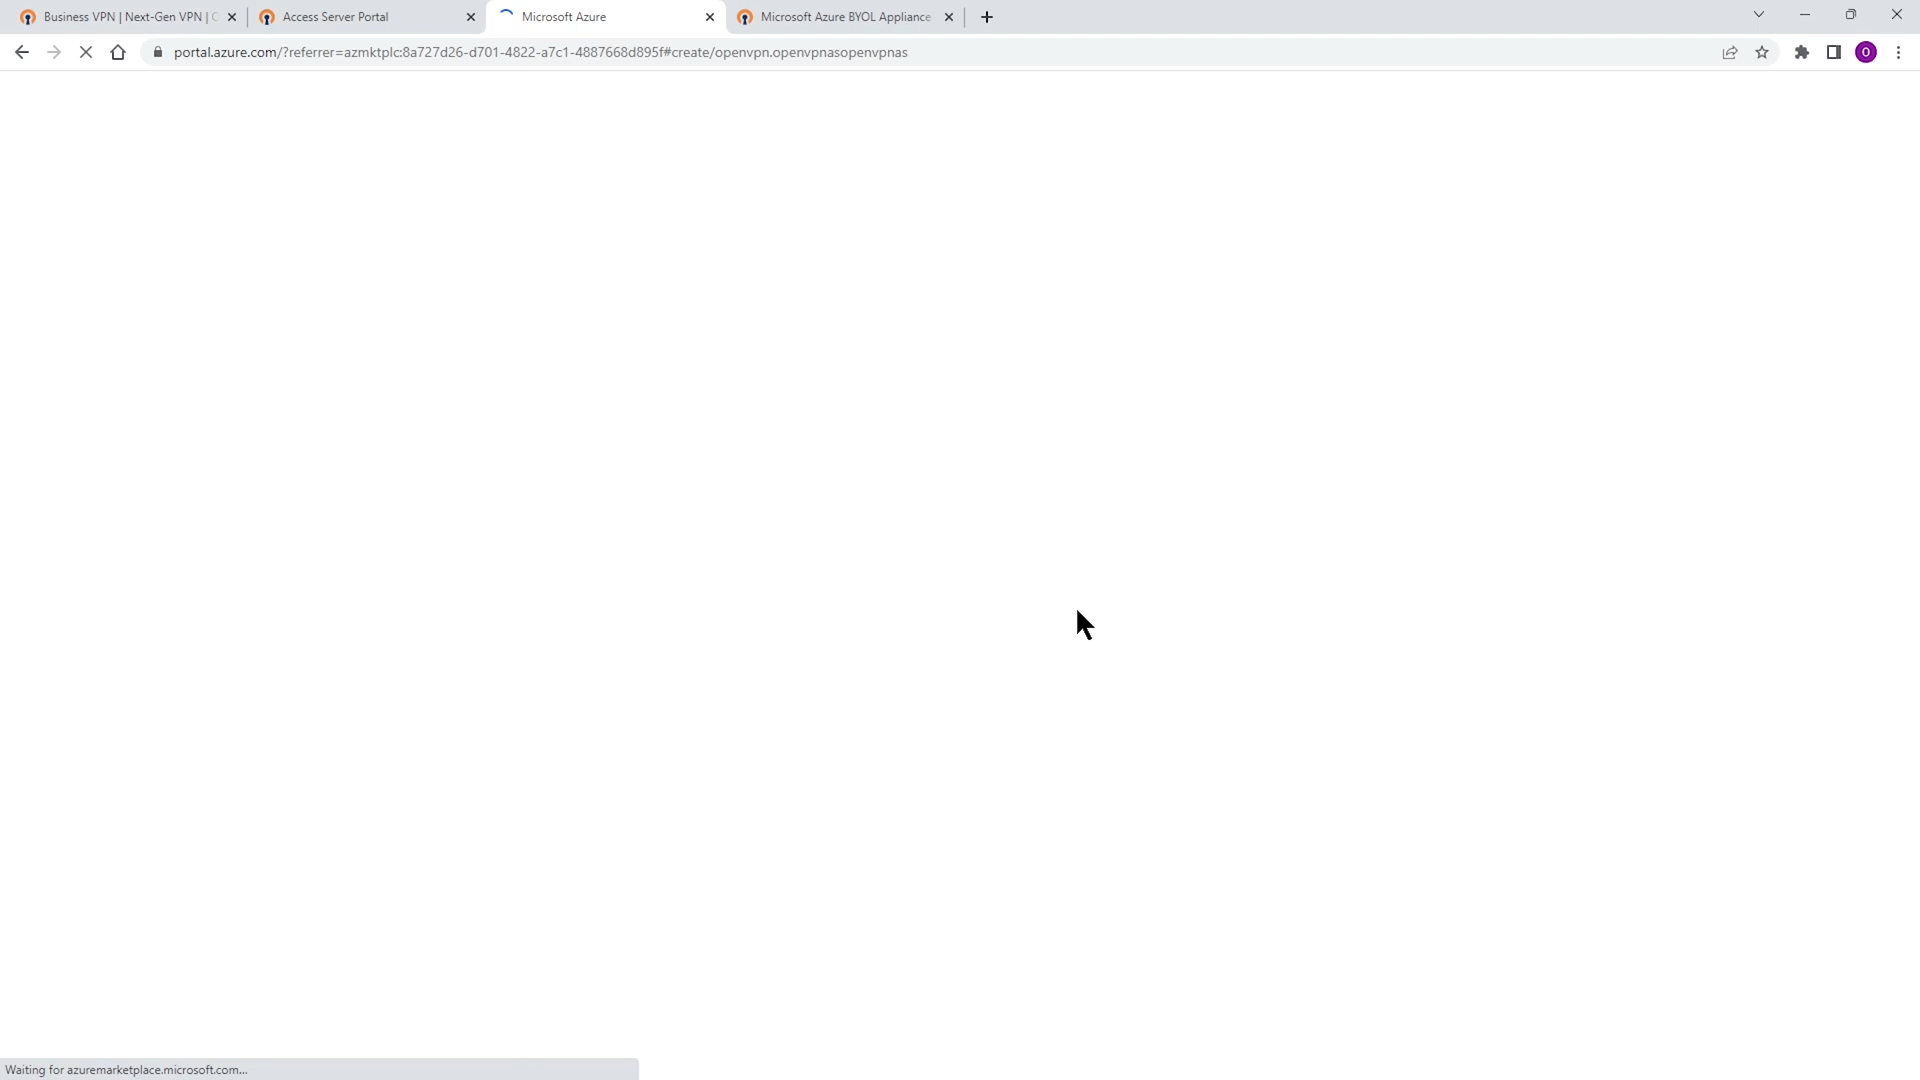 Business VPN | Next-Gen VPN |
Access Server Portal
Microsoft Azure
Microsoft Azure BYOL Appliance
portal.azure.com/?referrer=azmktplc:8a727d26-d701-4822-a7c1-4887668d895f#create/openvpn.openvpnasopenvpnas
O
Waiting for azuremarketplace.microsoft.com...